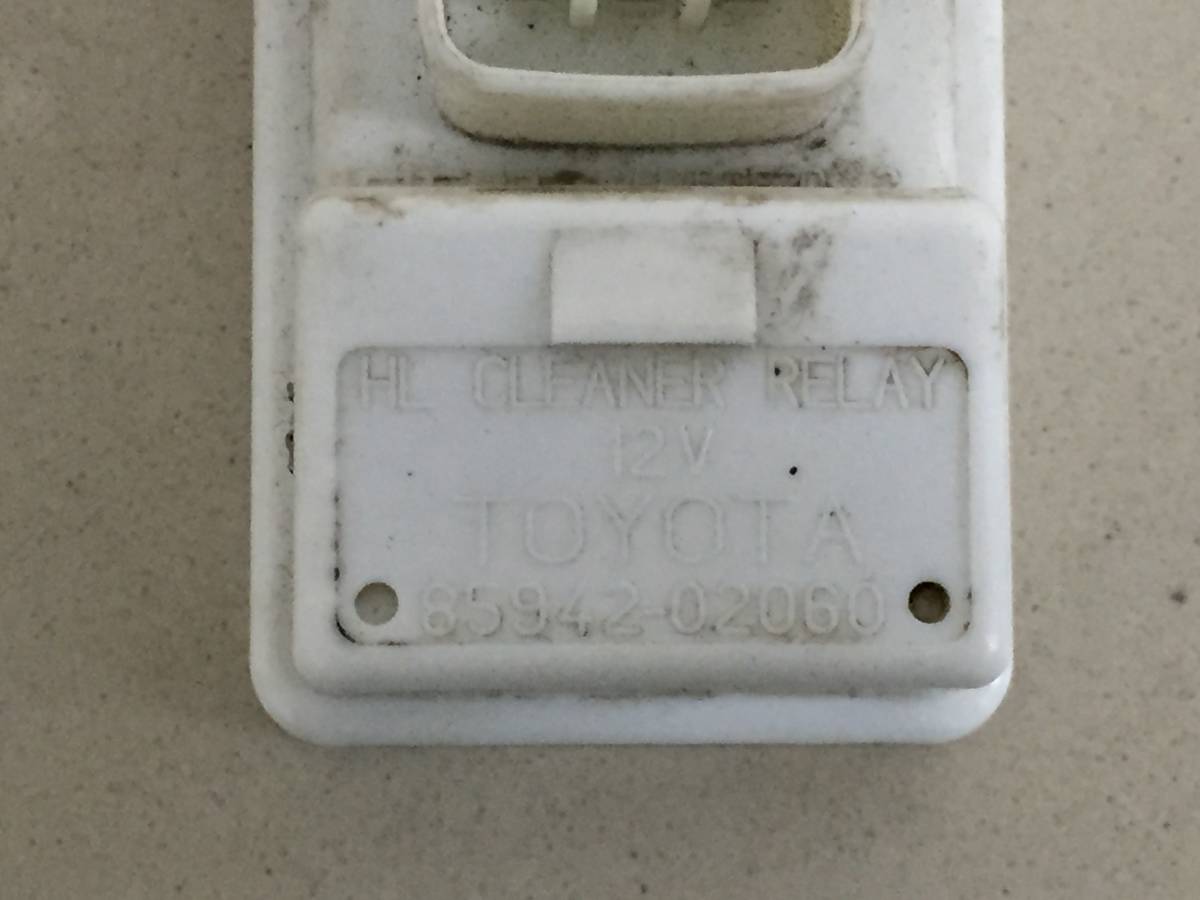 HL CLEANER RELAY
12V
TOYOTA
85942-02060